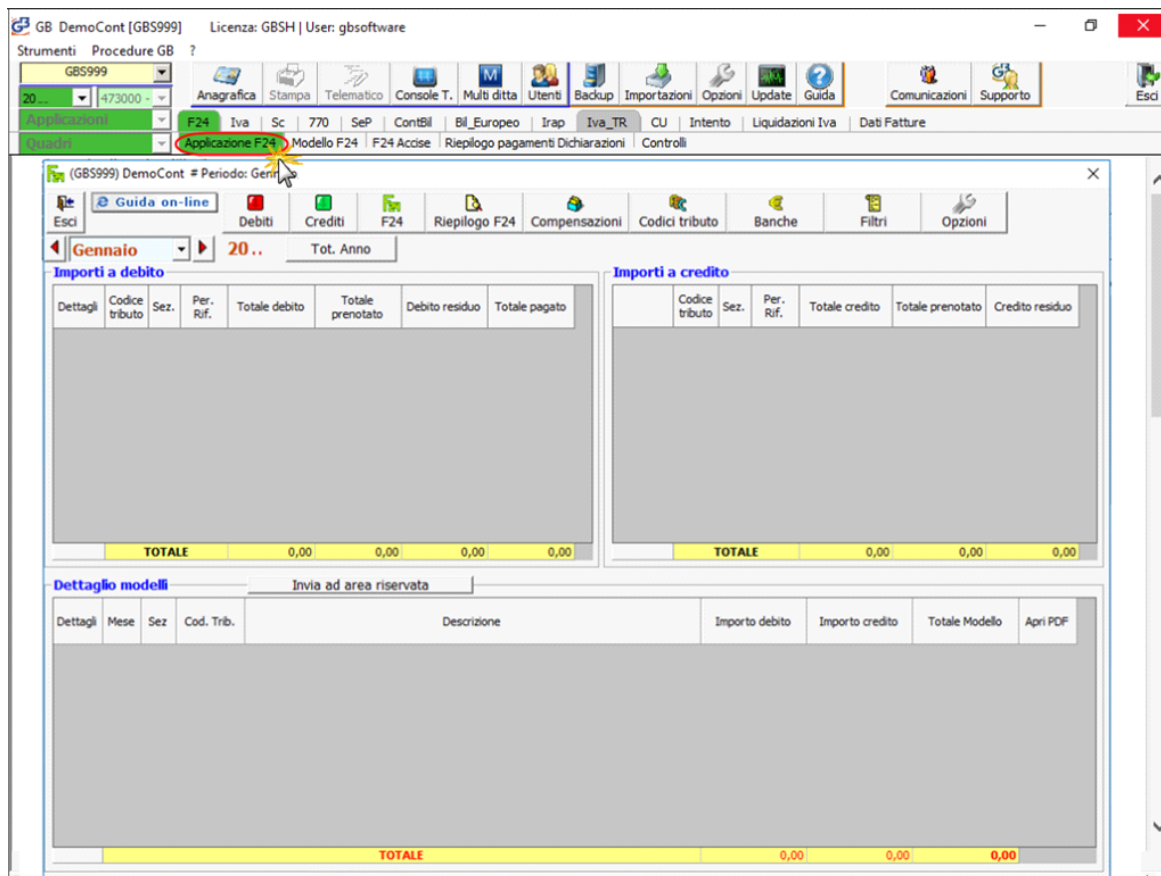 GB DemoCont [GBS999] Licenza: GBSH | User: gbsoftware
Strumenti Procedure GB ?
GBS999
20... 473000 -
Anagrafica Stampa Telematico Console T. Multi ditta Utenti Backup Importazioni Opzioni Update Guida Comunicazioni Supporto Esci
Applicazioni F24 Iva Sc 770 SeP ContBil Bil_Europeo Irap Iva_TR CU Intento Liquidazioni Iva Dati Fatture
Quadri Applicazione F24 Modello F24 F24 Accise Riepilogo pagamenti Dichiarazioni Controlli
(GBS999) DemoCont # Periodo:
Esci Guida on-line Debiti Crediti F24 Riepilogo F24 Compensazioni Codici tributo Banche Filtri Opzioni
Gennaio 20.. Tot. Anno
Importi a debito
Dettagli Codice tributo Sez. Per. Rif. Totale debito Totale prenotato Debito residuo Totale pagato
TOTALE 0,00 0,00 0,00 0,00
Importi a credito
Codice tributo Sez. Per. Rif. Totale credito Totale prenotato Credito residuo
TOTALE 0,00 0,00 0,00
Dettaglio modelli Invia ad area riservata
Dettagli Mese Sez Cod. Trib. Descrizione Importo debito Importo credito Totale Modello Apri PDF
TOTALE 0,00 0,00 0,00